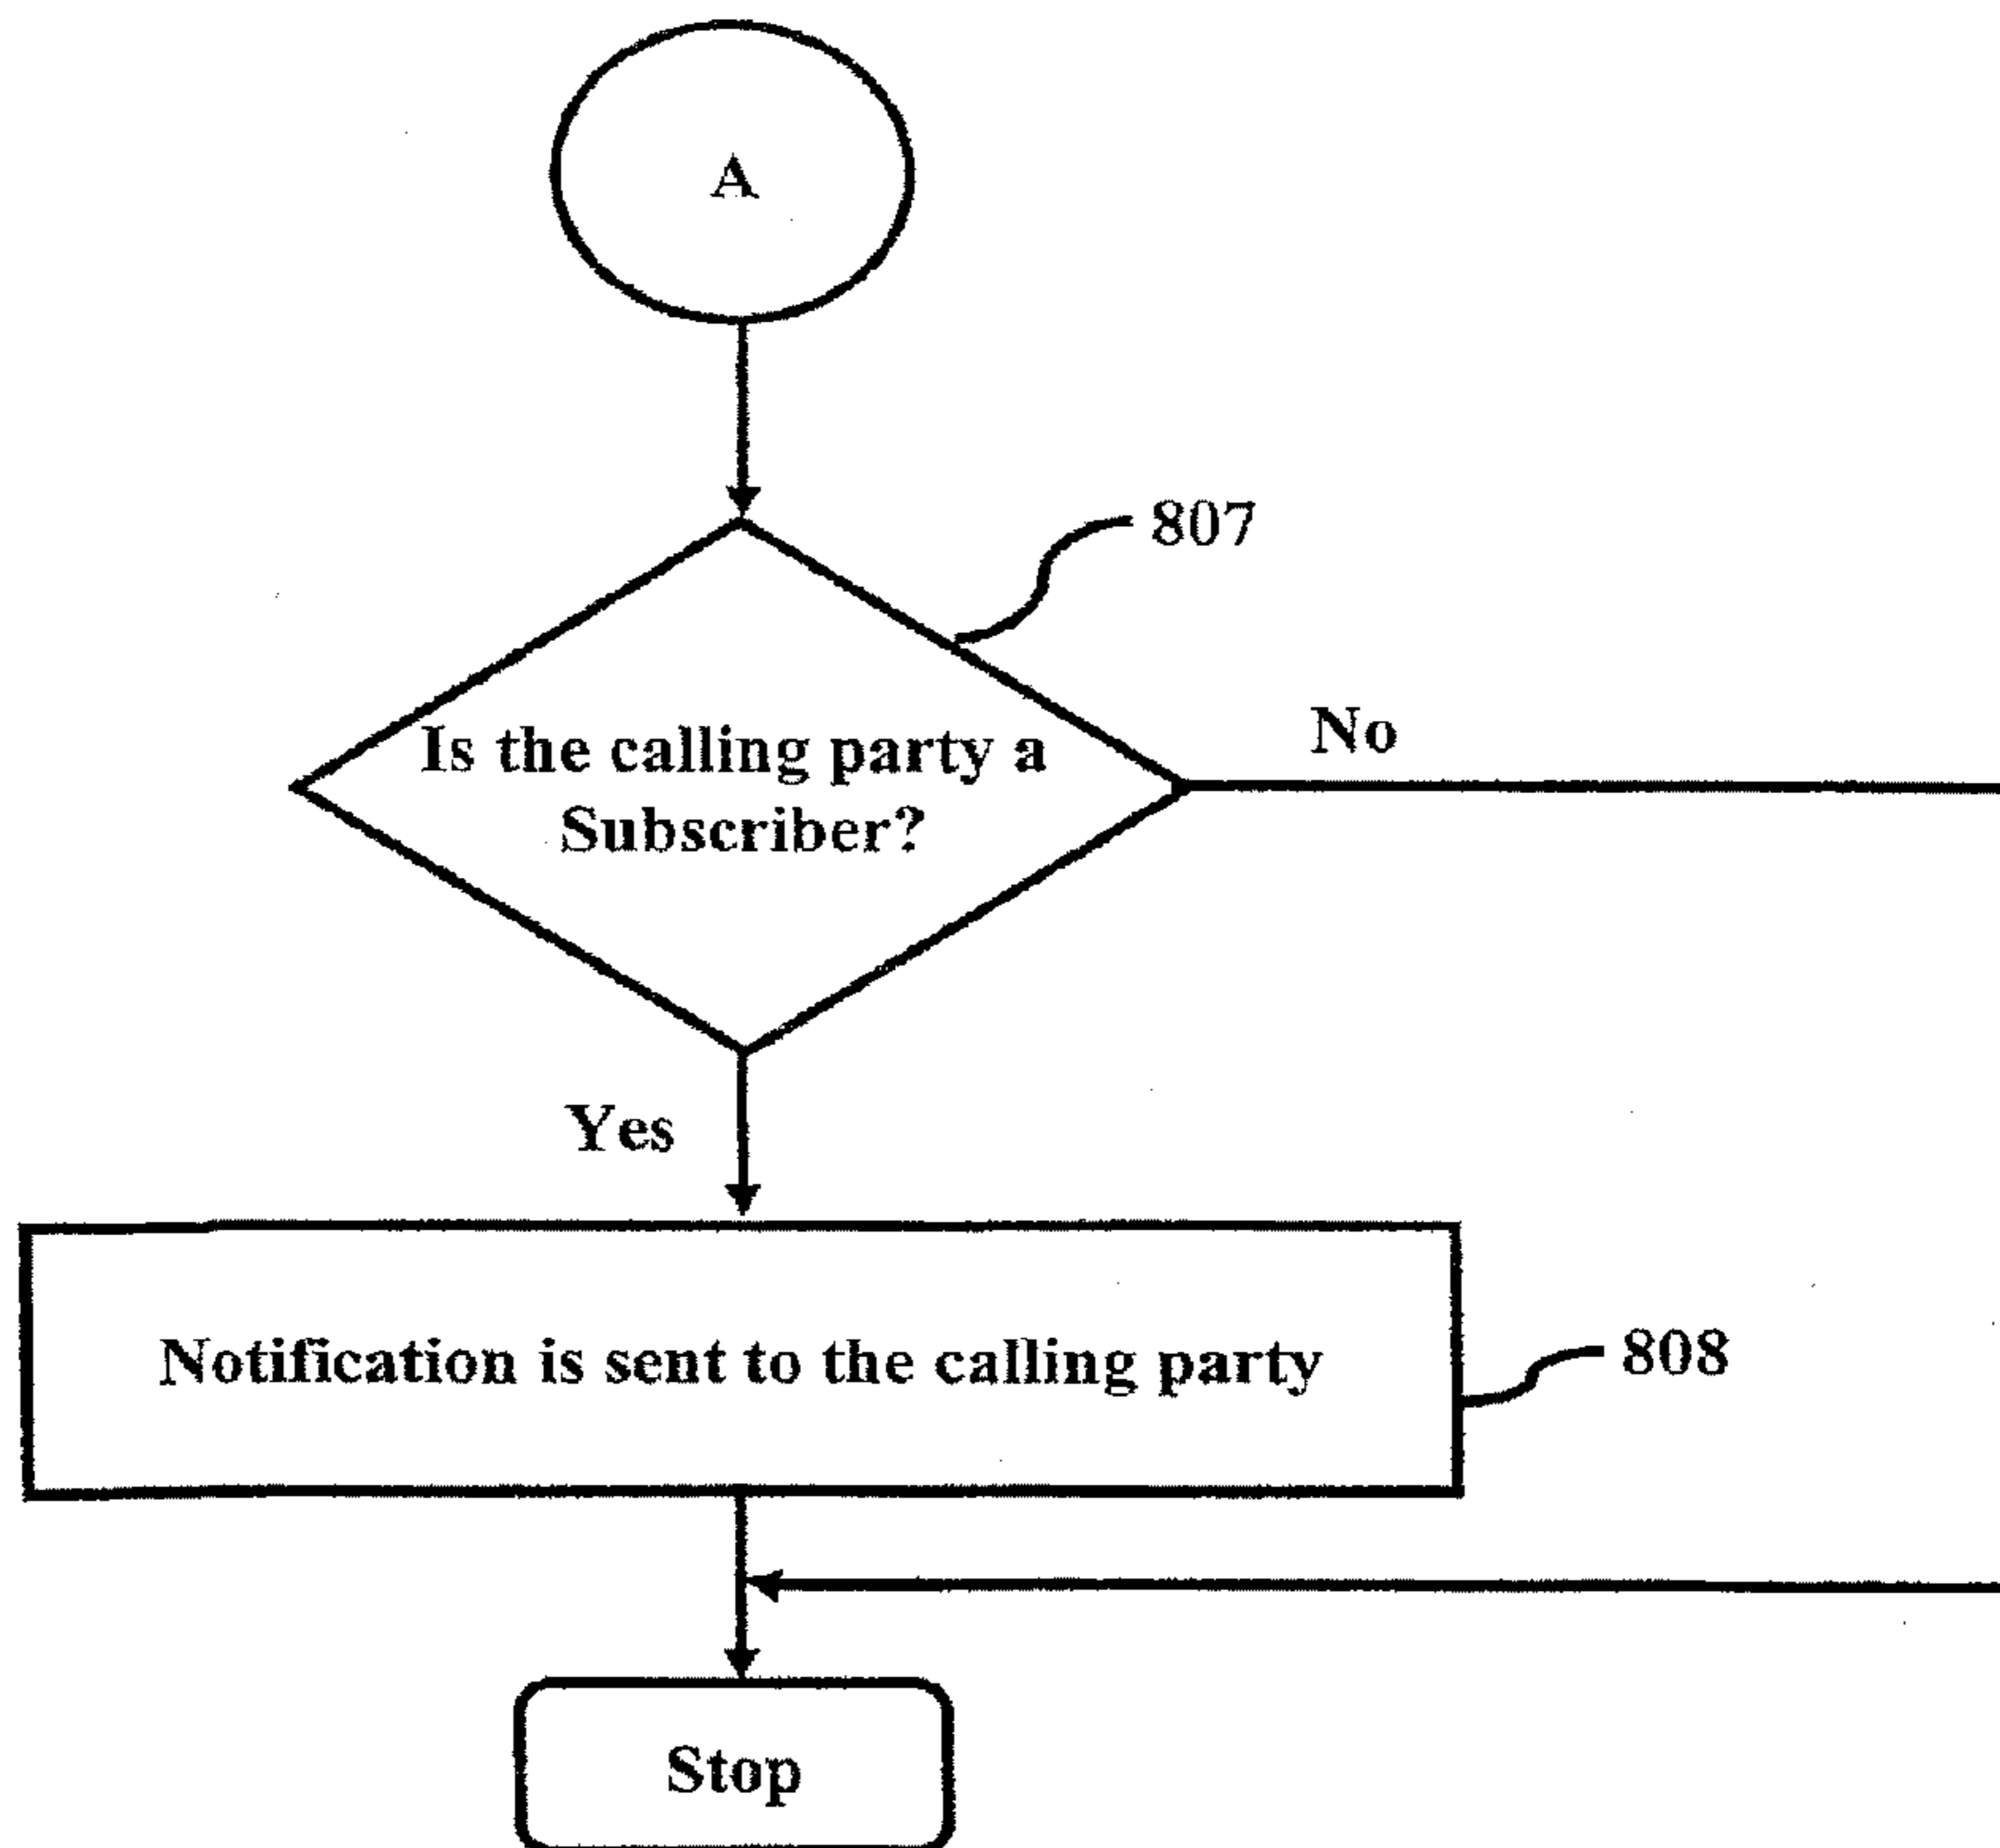 A
807
Is the calling party a
Subscriber?
No
Yes
Notification is sent to the calling party
808
Stop